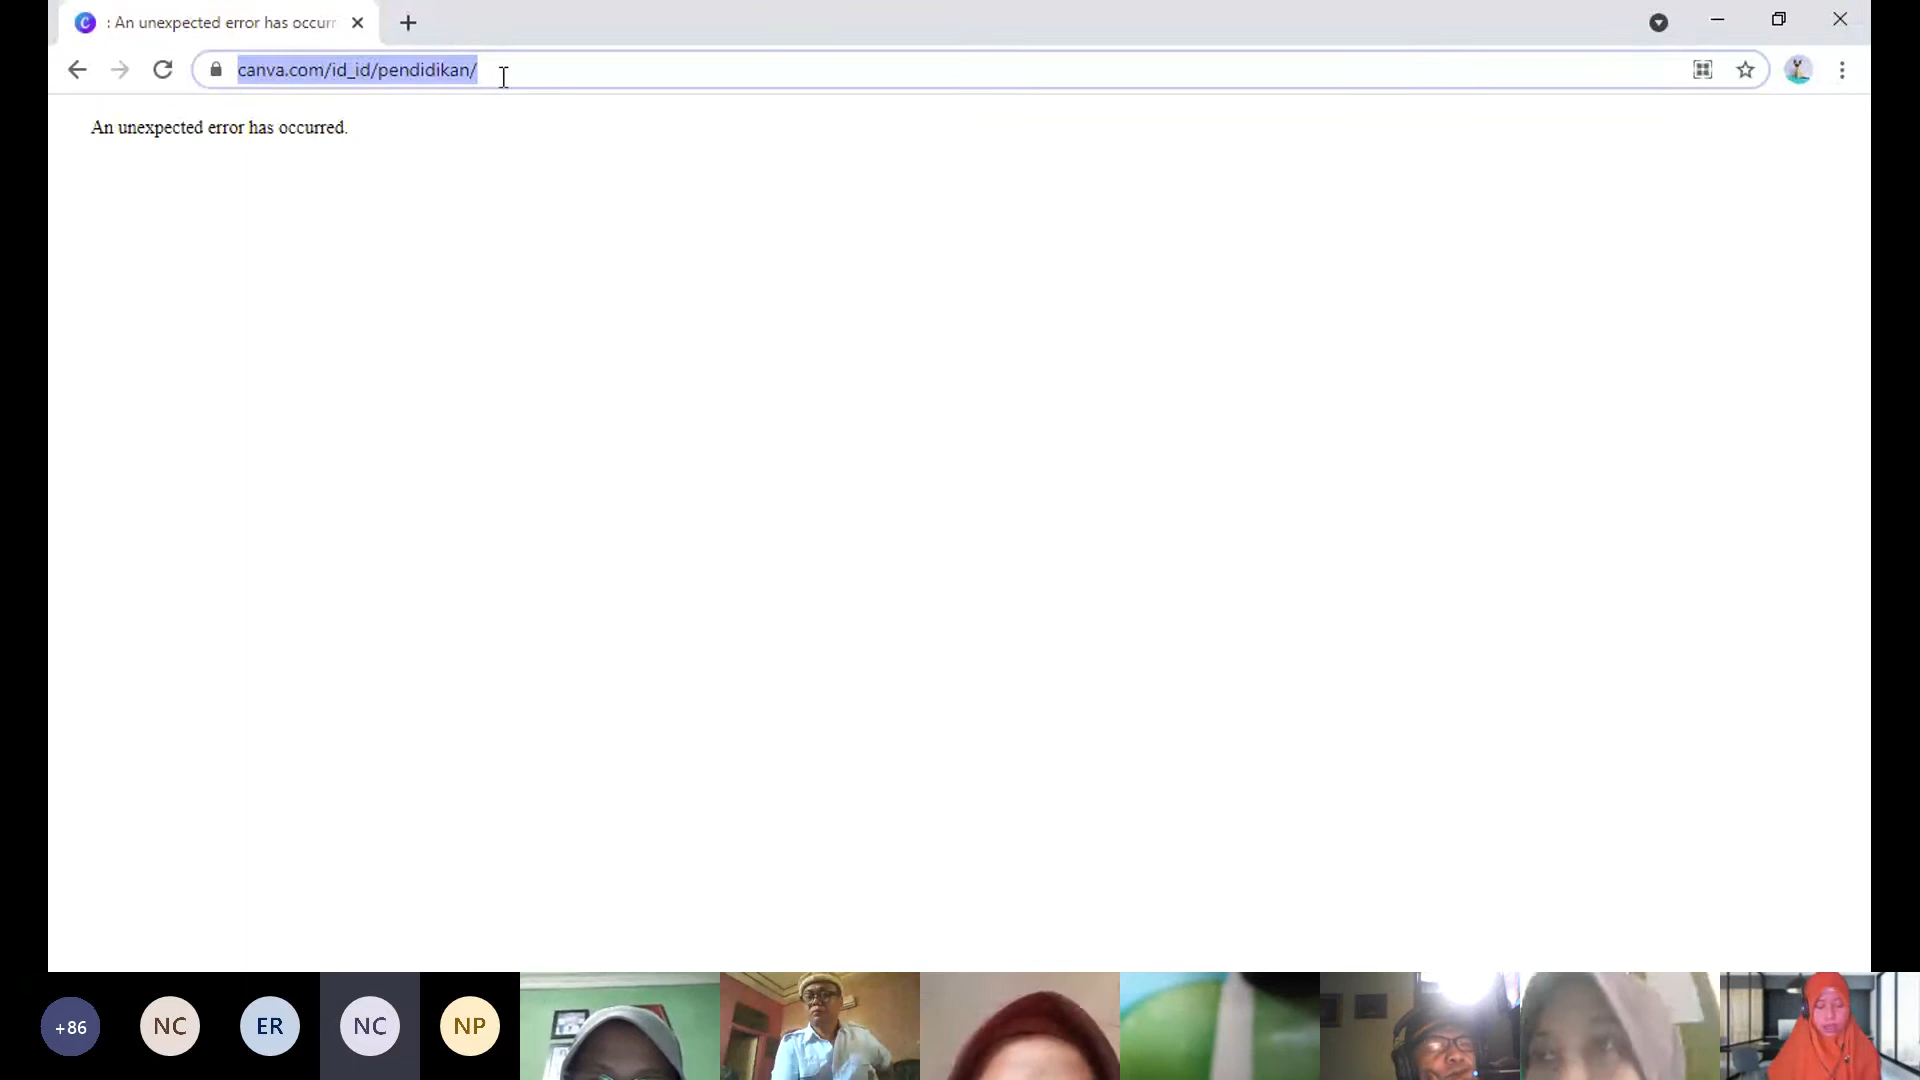 : An unexpected error has occurr
canva.com/id_id/pendidikan/
An unexpected error has occurred.
+86
NC
ER
NC
NP